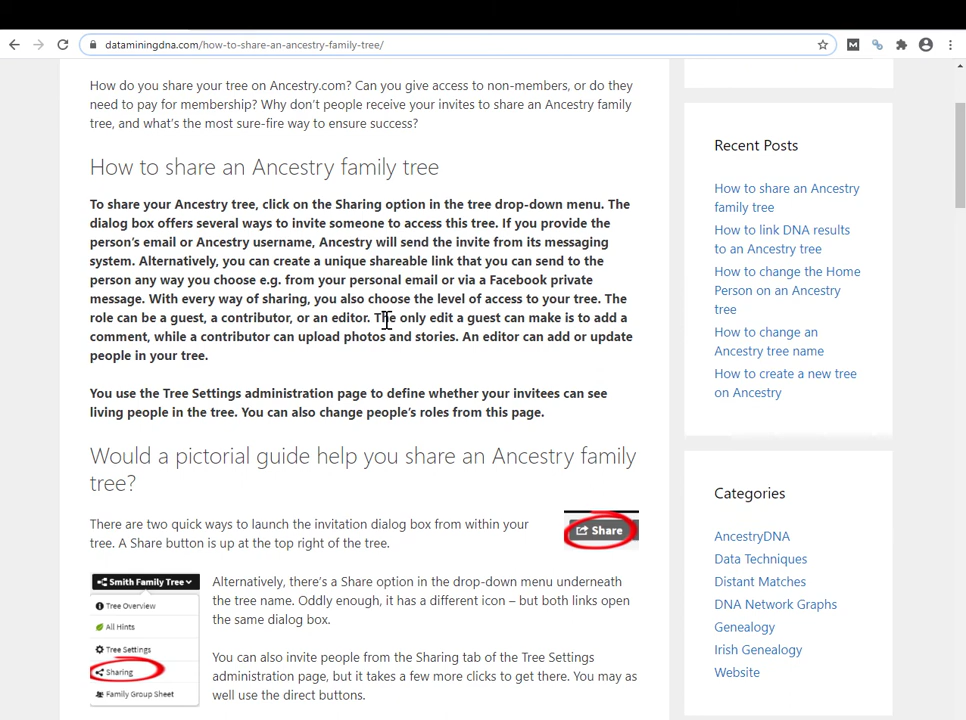 dataminingdna.com/how-to-share-an-ancestry-family-tree/
How do you share your tree on Ancestry.com? Can you give access to non-members, or do they
need to pay for membership? Why don't people receive your invites to share an Ancestry family
tree, and what's the most sure-fire way to ensure success?
How to share an Ancestry family tree
To share your Ancestry tree, click on the Sharing option in the tree drop-down menu. The
dialog box offers several ways to invite someone to access this tree. If you provide the
person's email or Ancestry username, Ancestry will send the invite from its messaging
system. Alternatively, you can create a unique shareable link that you can send to the
person any way you choose e.g. from your personal email or via a Facebook private
message. With every way of sharing, you also choose the level of access to your tree. The
role can be a guest, a contributor, or an editor. The only edit a guest can make is to add a
comment, while a contributor can upload photos and stories. An editor can add or update
people in your tree.
You use the Tree Settings administration page to define whether your invitees can see
living people in the tree. You can also change people's roles from this page.
Would a pictorial guide help you share an Ancestry family
tree?
There are two quick ways to launch the invitation dialog box from within your
tree. A Share button is up at the top right of the tree.
Share
Smith Family Tree
Tree Overview
All Hints
Tree Settings
Sharing
Family Group Sheet
Alternatively, there's a Share option in the drop-down menu underneath
the tree name. Oddly enough, it has a different icon – but both links open
the same dialog box.
You can also invite people from the Sharing tab of the Tree Settings
administration page, but it takes a few more clicks to get there. You may as
well use the direct buttons.
Recent Posts
How to share an Ancestry
family tree
How to link DNA results
to an Ancestry tree
How to change the Home
Person on an Ancestry
tree
How to change an
Ancestry tree name
How to create a new tree
on Ancestry
Categories
AncestryDNA
Data Techniques
Distant Matches
DNA Network Graphs
Genealogy
Irish Genealogy
Website